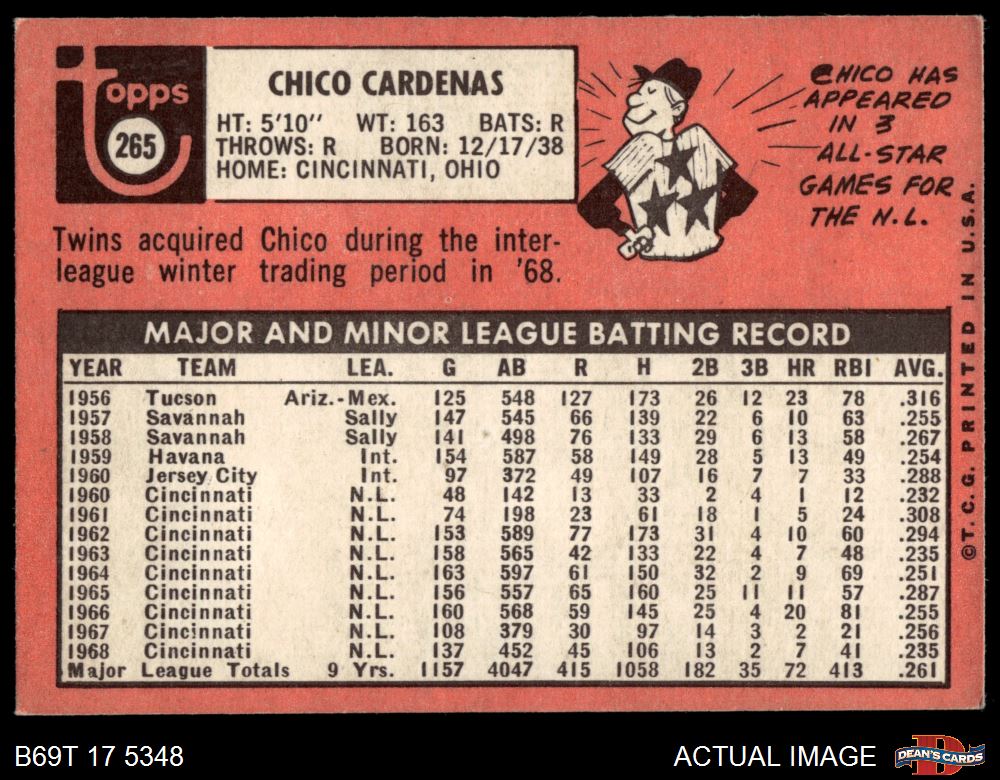 topps
265
CHICO CARDENAS
HT: 5'10" WT: 163 BATS: R
THROWS: R BORN: 12/17/38
HOME: CINCINNATI, OHIO
CHICO HAS
APPEARED
IN 3
ALL-STAR
GAMES FOR
THE N.L.
Twins acquired Chico during the inter-
league winter trading period in '68.
MAJOR AND MINOR LEAGUE BATTING RECORD
YEAR TEAM LEA. G AB R H 2B 3B HR RBI AVG.
1956 Tucson Ariz.-Mex. 125 548 127 173 26 12 23 78 .316
1957 Savannah Sally 147 545 66 139 22 6 10 63 .255
1958 Savannah Sally 141 498 76 133 29 6 13 58 .267
1959 Havana Int. 154 587 58 149 28 5 13 49 .254
1960 Jersey City Int. 97 372 49 107 16 7 7 33 .288
1960 Cincinnati N.L. 48 142 13 33 2 4 1 12 .232
1961 Cincinnati N.L. 74 198 23 61 18 1 5 24 .308
1962 Cincinnati N.L. 153 589 77 173 31 4 10 60 .294
1963 Cincinnati N.L. 158 565 42 133 22 4 7 48 .235
1964 Cincinnati N.L. 163 597 61 150 32 2 9 69 .251
1965 Cincinnati N.L. 156 557 65 160 25 11 11 57 .287
1966 Cincinnati N.L. 160 568 59 145 25 4 20 81 .255
1967 Cincinnati N.L. 108 379 30 97 14 3 2 21 .256
1968 Cincinnati N.L. 137 452 45 106 13 2 7 41 .235
Major League Totals 9 Yrs. 1157 4047 415 1058 182 35 72 413 .261
©T.C.G. PRINTED IN U.S.A.
B69T 17 5348
ACTUAL IMAGE
D
DEAN'S CARDS